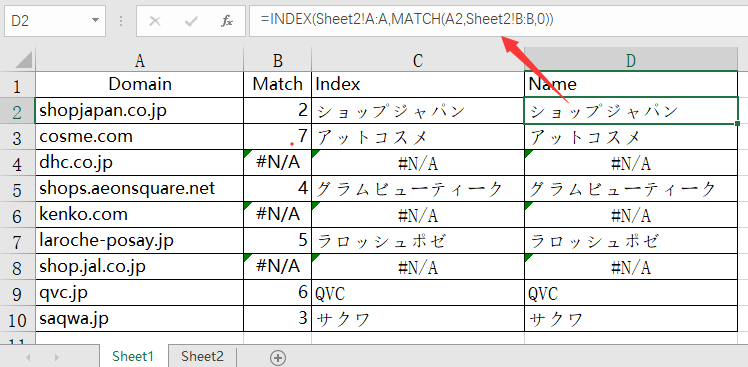 D2 =INDEX(Sheet2!A:A,MATCH(A2,Sheet2!B:B,0))
A B C D
1 Domain Match Index Name
2 shopjapan.co.jp 2 ショップジャパン ショップジャパン
3 cosme.com 7 アットコスメ アットコスメ
4 dhc.co.jp #N/A #N/A #N/A
5 shops.aeonsquare.net 4 グラムビューティーク グラムビューティーク
6 kenko.com #N/A #N/A #N/A
7 laroche-posay.jp 5 ラロッシュポゼ ラロッシュポゼ
8 shop.jal.co.jp #N/A #N/A #N/A
9 qvc.jp 6 QVC QVC
10 saqwa.jp 3 サクワ サクワ
11
Sheet1 Sheet2